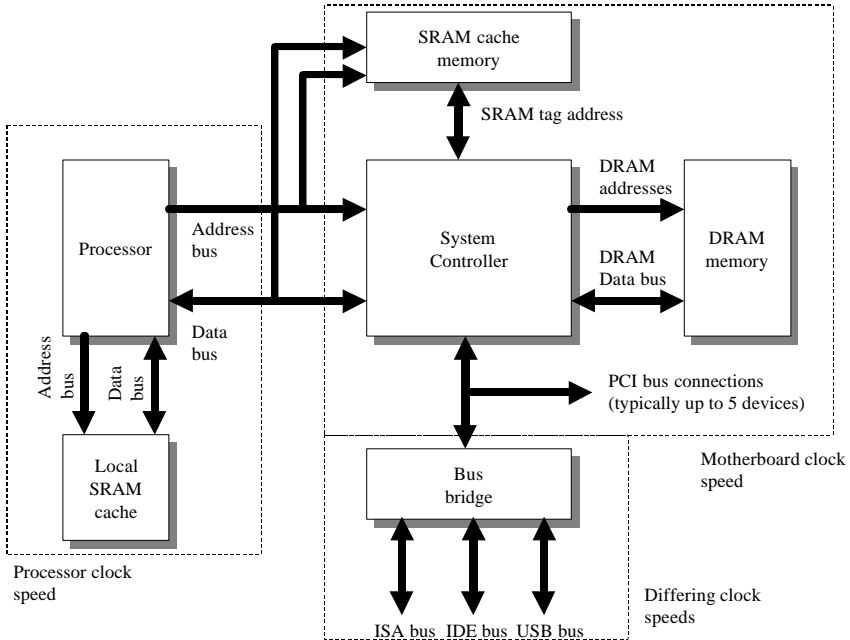 SRAM cache
memory
SRAM tag address
Processor
Address
bus
System
Controller
DRAM
addresses
DRAM
memory
DRAM
Data bus
Data
bus
Address
bus
Data
bus
Local
SRAM
cache
PCI bus connections
(typically up to 5 devices)
Motherboard clock
speed
Bus
bridge
Processor clock
speed
Differing clock
speeds
ISA bus
IDE bus
USB bus